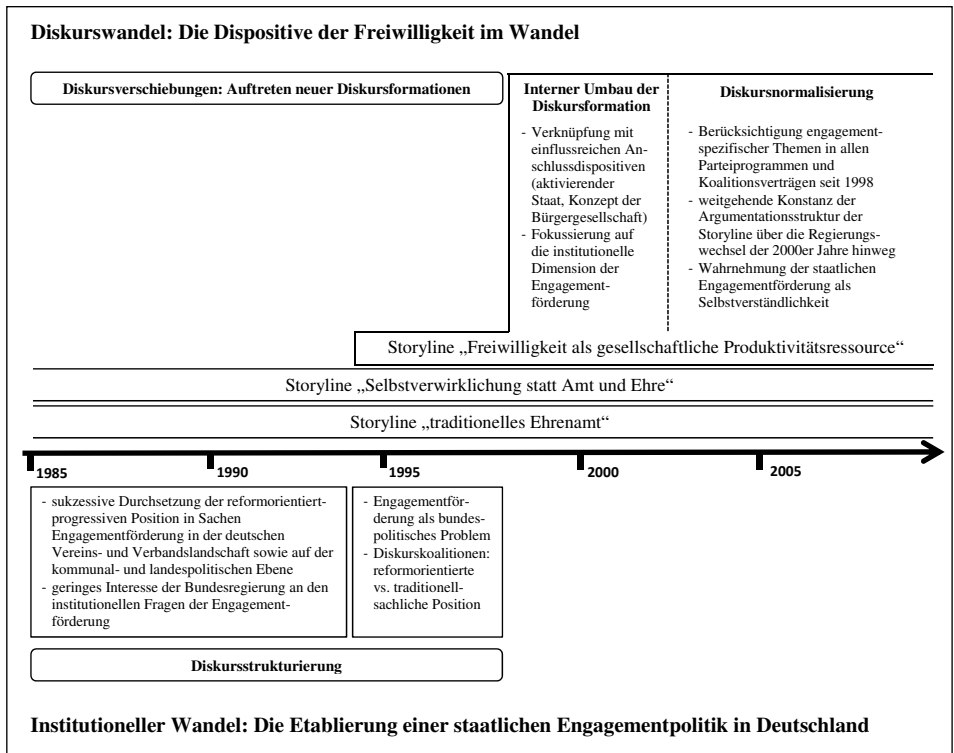 Diskurswandel: Die Dispositive der Freiwilligkeit im Wandel
Diskursverschiebungen: Auftreten neuer Diskursformationen
Interner Umbau der
Diskursformation
- Verknüpfung mit
einflussreichen An-
schlussdispositiven
(aktivierender
Staat, Konzept der
Bürgergesellschaft)
- Fokussierung auf
die institutionelle
Dimension der
Engagement-
förderung
Diskursnormalisierung
- Berücksichtigung engagement-
spezifischer Themen in allen
Parteiprogrammen und
Koalitionsverträgen seit 1998
- weitgehende Konstanz der
Argumentationsstruktur der
Storyline über die Regierungs-
wechsel der 2000er Jahre hinweg
- Wahrnehmung der staatlichen
Engagementförderung als
Selbstverständlichkeit
Storyline „Freiwilligkeit als gesellschaftliche Produktivitätsressource“
Storyline „Selbstverwirklichung statt Amt und Ehre“
Storyline „traditionelles Ehrenamt“
1985 1990 1995 2000 2005
- sukzessive Durchsetzung der reformorientiert-
progressiven Position in Sachen
Engagementförderung in der deutschen
Vereins- und Verbandslandschaft sowie auf der
kommunal- und landespolitischen Ebene
- geringes Interesse der Bundesregierung an den
institutionellen Fragen der Engagement-
förderung
- Engagementför-
derung als bundes-
politisches Problem
- Diskurskoalitionen:
reformorientierte
vs. traditionell-
sachliche Position
Diskursstrukturierung
Institutioneller Wandel: Die Etablierung einer staatlichen Engagementpolitik in Deutschland